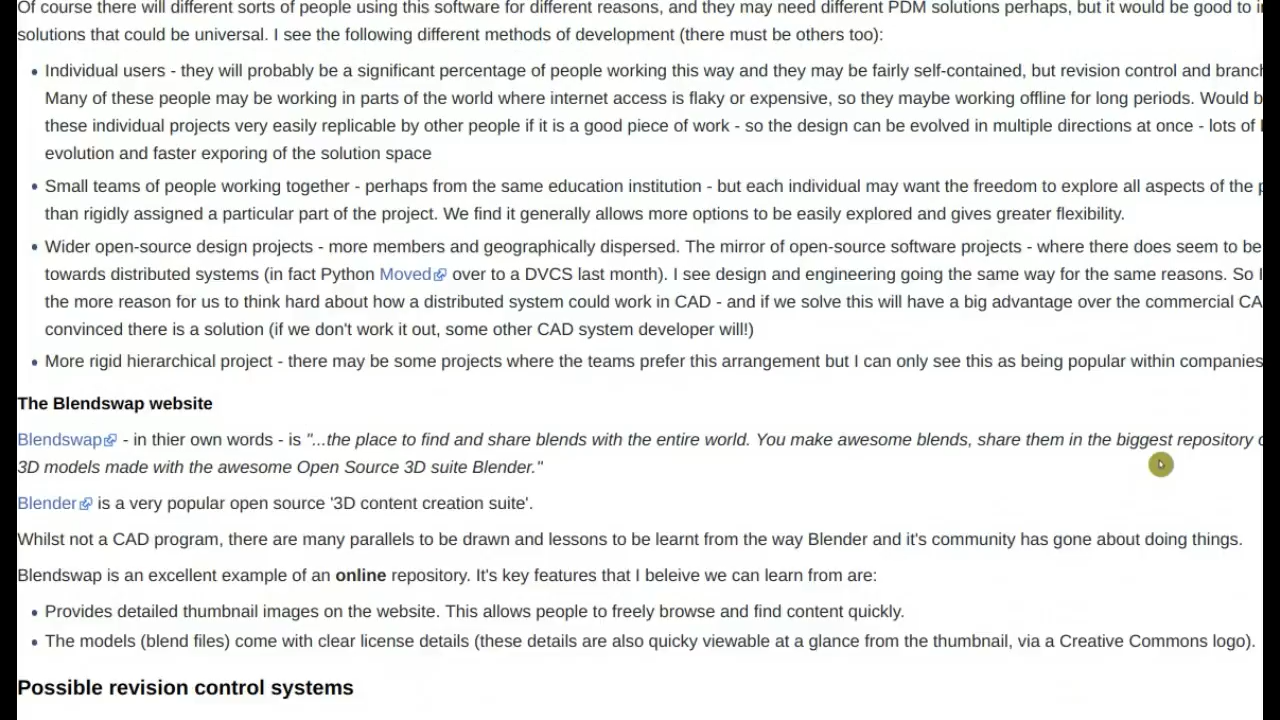 Of course there will different sorts of people using this software for different reasons, and they may need different PDM solutions perhaps, but it would be good to
solutions that could be universal. I see the following different methods of development (there must be others too):
Individual users - they will probably be a significant percentage of people working this way and they may be fairly self-contained, but revision control and
Many of these people may be working in parts of the world where internet access is flaky or expensive, so they maybe working offline for long periods. Would
these individual projects very easily replicable by other people if it is a good piece of work - so the design can be evolved in multiple directions at once - lots of
evolution and faster exporing of the solution space
Small teams of people working together - perhaps from the same education institution - but each individual may want the freedom to explore all aspects of the
than rigidly assigned a particular part of the project. We find it generally allows more options to be easily explored and gives greater flexibility.
Wider open-source design projects - more members and geographically dispersed. The mirror of open-source software projects - where there does seem to be
towards distributed systems (in fact Python Moved over to a DVCS last month). I see design and engineering going the same way for the same reasons. So I
the more reason for us to think hard about how a distributed system could work in CAD - and if we solve this will have a big advantage over the commercial
convinced there is a solution (if we don't work it out, some other CAD system developer will!)
More rigid hierarchical project - there may be some projects where the teams prefer this arrangement but I can only see this as being popular within companies
The Blendswap website
Blendswap - in thier own words - is "...the place to find and share blends with the entire world. You make awesome blends, share them in the biggest repository
3D models made with the awesome Open Source 3D suite Blender."
Blender is a very popular open source '3D content creation suite'.
Whilst not a CAD program, there are many parallels to be drawn and lessons to be learnt from the way Blender and it's community has gone about doing things.
Blendswap is an excellent example of an online repository. It's key features that I beleive we can learn from are:
Provides detailed thumbnail images on the website. This allows people to freely browse and find content quickly.
The models (blend files) come with clear license details (these details are also quicky viewable at a glance from the thumbnail, via a Creative Commons logo).
Possible revision control systems